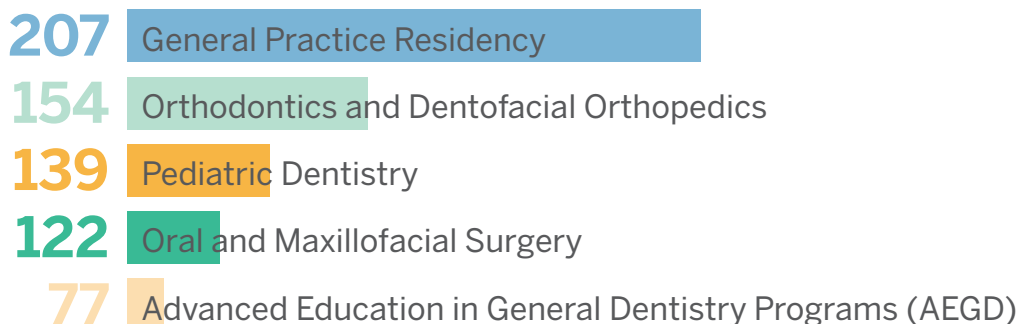 207 General Practice Residency
154 Orthodontics and Dentofacial Orthopedics
139 Pediatric Dentistry
122 Oral and Maxillofacial Surgery
77 Advanced Education in General Dentistry Programs (AEGD)